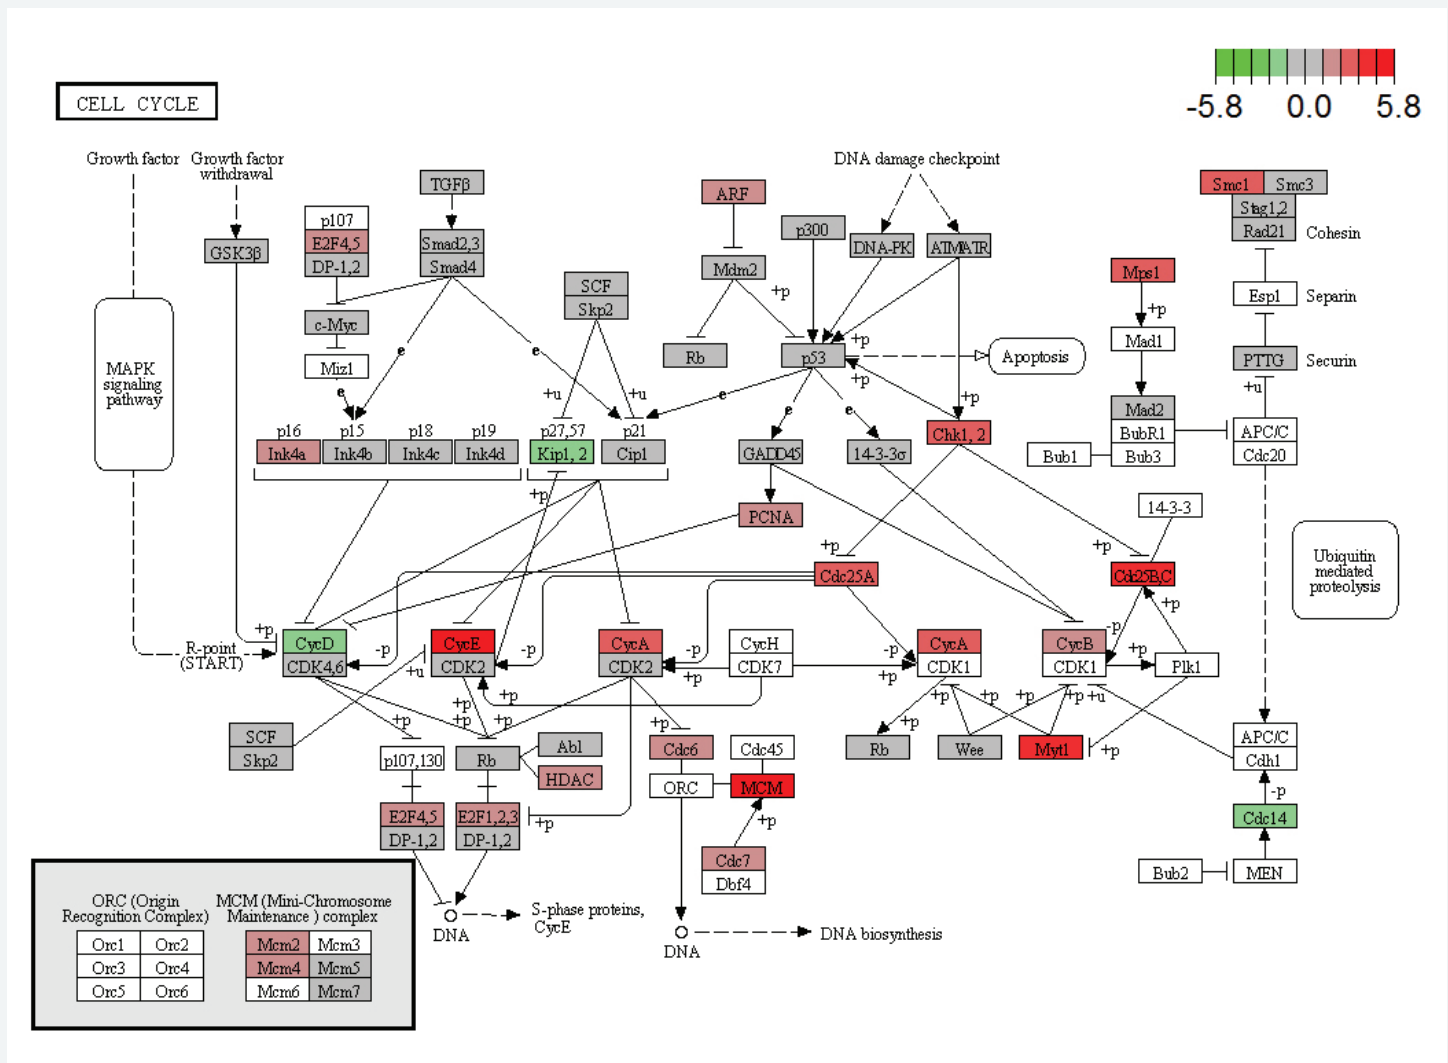 -5.8 0.0 5.8
CELL CYCLE
Growth factor
Growth factor
withdrawal
DNA damage checkpoint
TGFβ
ARF
Smc1 Smc3
Stag1,2
Rad21
Cohesin
p107
E2F4,5
DP-1,2
GSK3β
Smad2,3
Smad4
p300
DNA-PK
ATM/ATR
Mdm2
+p
Mps1
+p
SCF
Skp2
Esp1
Separin
c-Myc
Miz1
e
e
e
Rb
p53
+p
+p
Apoptosis
Mad1
PTTG
Securin
+u
MAPK
signaling
pathway
+u
+u
e
e
e
+p
Mad2
BubR1
Bub3
Bub1
APC/C
Cdc20
p16
Ink4a
p15
Ink4b
p18
Ink4c
p19
Ink4d
p27,57
Kip1, 2
p21
Cip1
GADD45
14-3-3σ
Chk1, 2
+p
PCNA
14-3-3
+p
+p
Cdc25A
Cdc25B,C
Ubiquitin
mediated
proteolysis
+p
R-point
(START)
+p
CycD
CDK4,6
-p
CycE
CDK2
+u
-p
CycA
CDK2
-p
+p
CycH
CDK7
-p
+p
CycA
CDK1
CycB
CDK1
-p
+p
Plk1
+p
+p
+p
+p
+p
+p
+p
+p
+p
+u
SCF
Skp2
p107,130
Rb
Abl
HDAC
Cdc6
Cdc45
ORC
MCM
+p
Rb
Wee
Myt1
+p
APC/C
Cdh1
-p
E2F4,5
DP-1,2
E2F1,2,3
DP-1,2
+p
Cdc14
Cdc7
Dbf4
Bub2
MEN
DNA
S-phase proteins,
CycE
DNA
DNA biosynthesis
ORC (Origin
Recognition Complex)
Orc1 Orc2
Orc3 Orc4
Orc5 Orc6
MCM (Mini-Chromosome
Maintenance ) complex
Mcm2 Mcm3
Mcm4 Mcm5
Mcm6 Mcm7